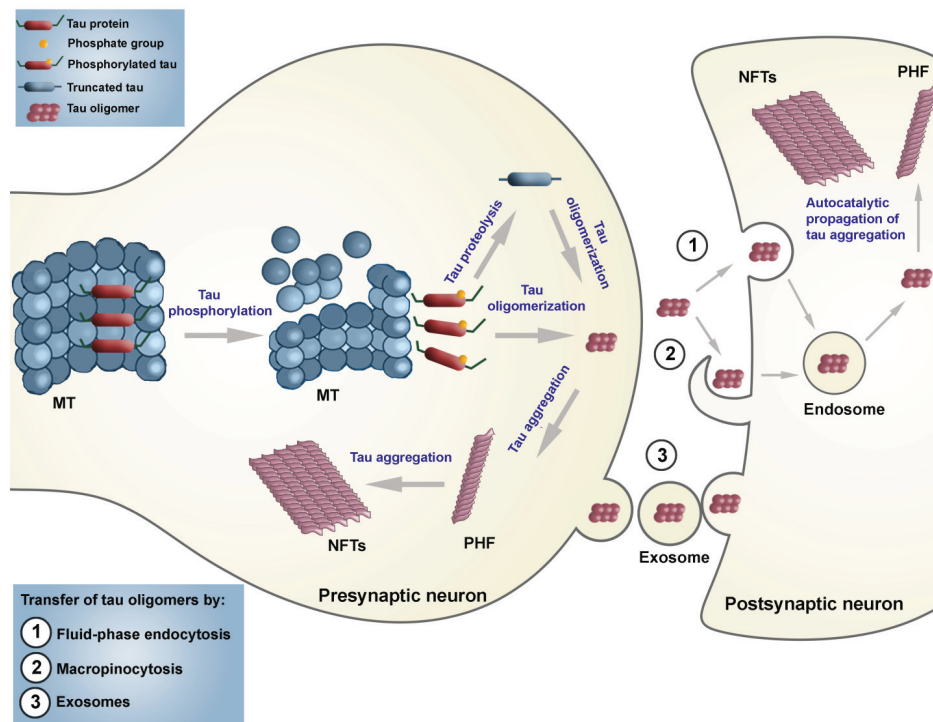 Tau protein
Phosphate group
Phosphorylated tau
Truncated tau
Tau oligomer
NFTs
PHF
Autocatalytic
propagation of
tau aggregation
Tau proteolysis
Tau
oligomerization
1
Tau
phosphorylation
Tau
oligomerization
2
MT
MT
Endosome
Tau aggregation
Tau aggregation
3
NFTs
PHF
Exosome
Presynaptic neuron
Postsynaptic neuron
Transfer of tau oligomers by:
1 Fluid-phase endocytosis
2 Macropinocytosis
3 Exosomes